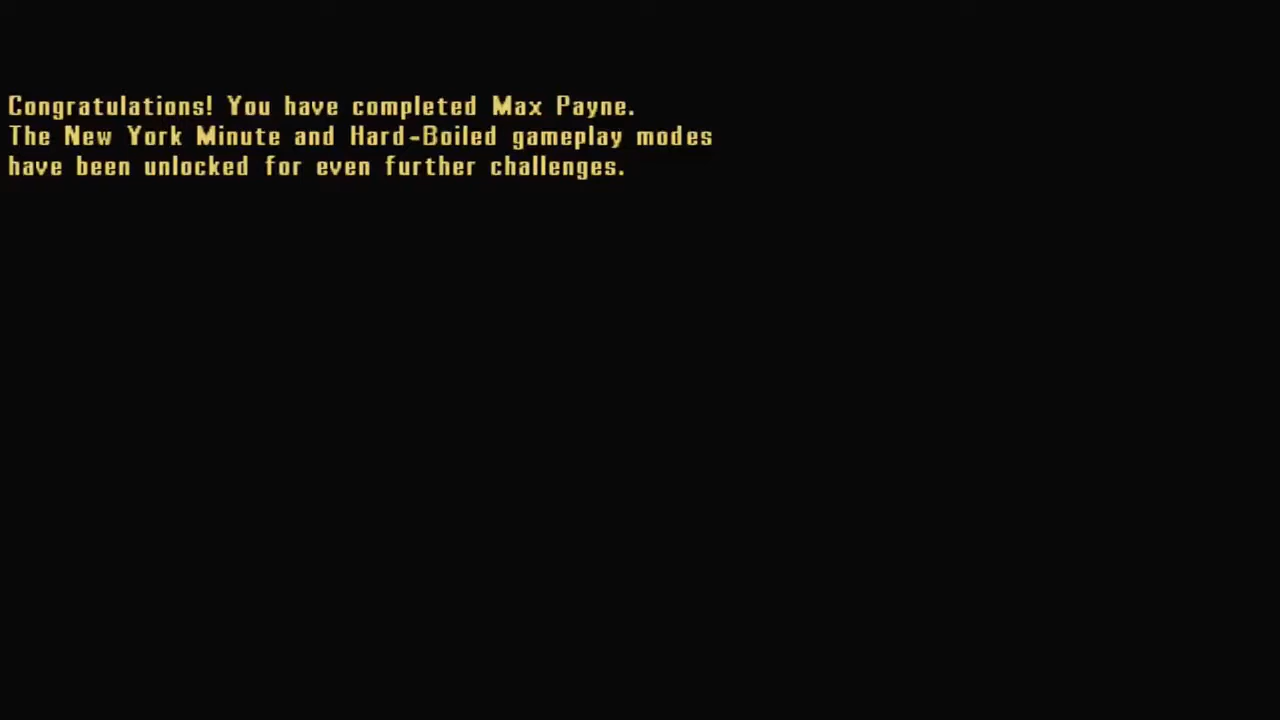 Congratulations! You have completed Max Payne.
The New York Minute and Hard-Boiled gameplay modes
have been unlocked for even further challenges.